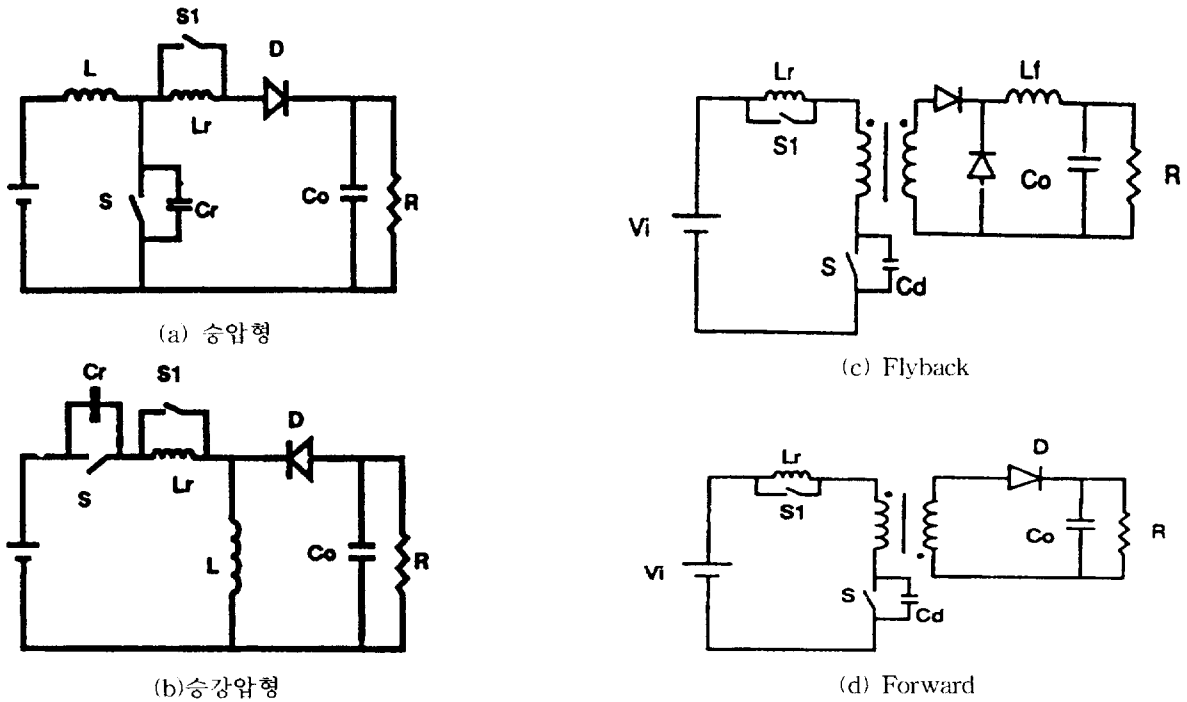 S1
L
D
Lr
S
Cr
Co
R
(a) 승압형
Cr
S1
D
S
Lr
L
Co
R
(b)승강압형
Lr
Lf
S1
Vi
Co
R
S
Cd
(c) Flyback
Lr
D
S1
Co
R
Vi
S
Cd
(d) Forward